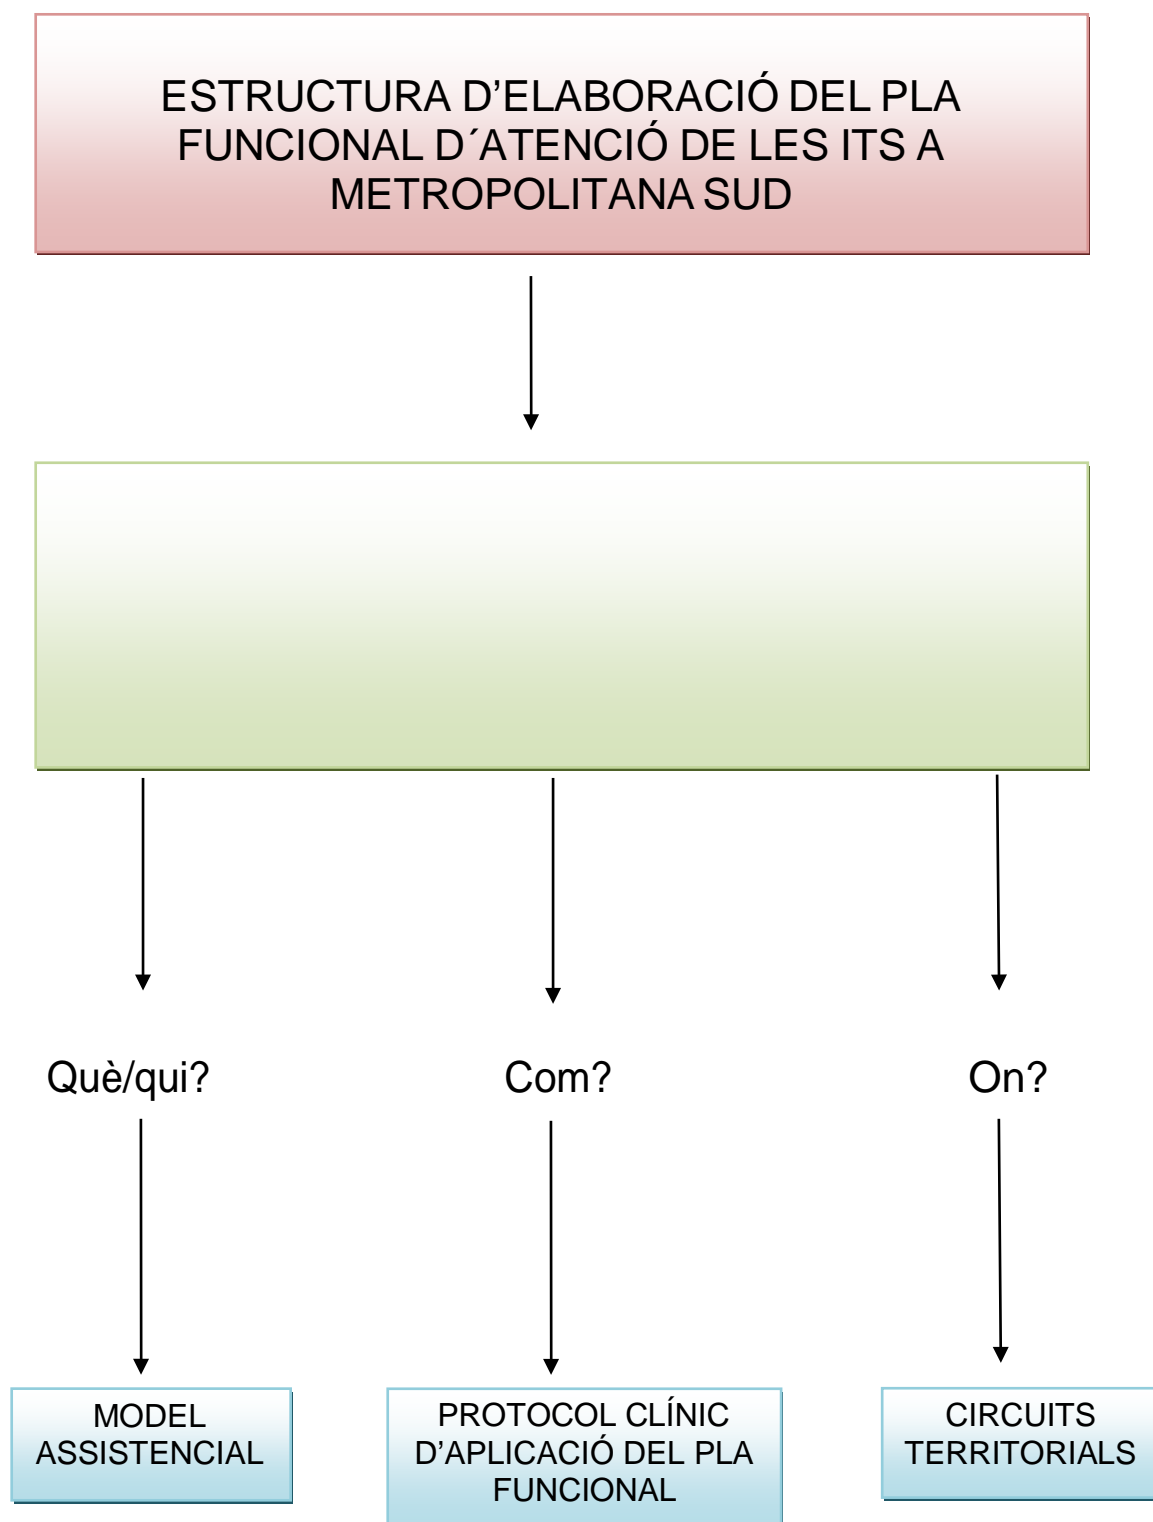 ESTRUCTURA D’ELABORACIÓ DEL PLA
FUNCIONAL D´ATENCIÓ DE LES ITS A
METROPOLITANA SUD
Què/qui?
Com?
On?
MODEL
ASSISTENCIAL
PROTOCOL CLÍNIC
D’APLICACIÓ DEL PLA
FUNCIONAL
CIRCUITS
TERRITORIALS